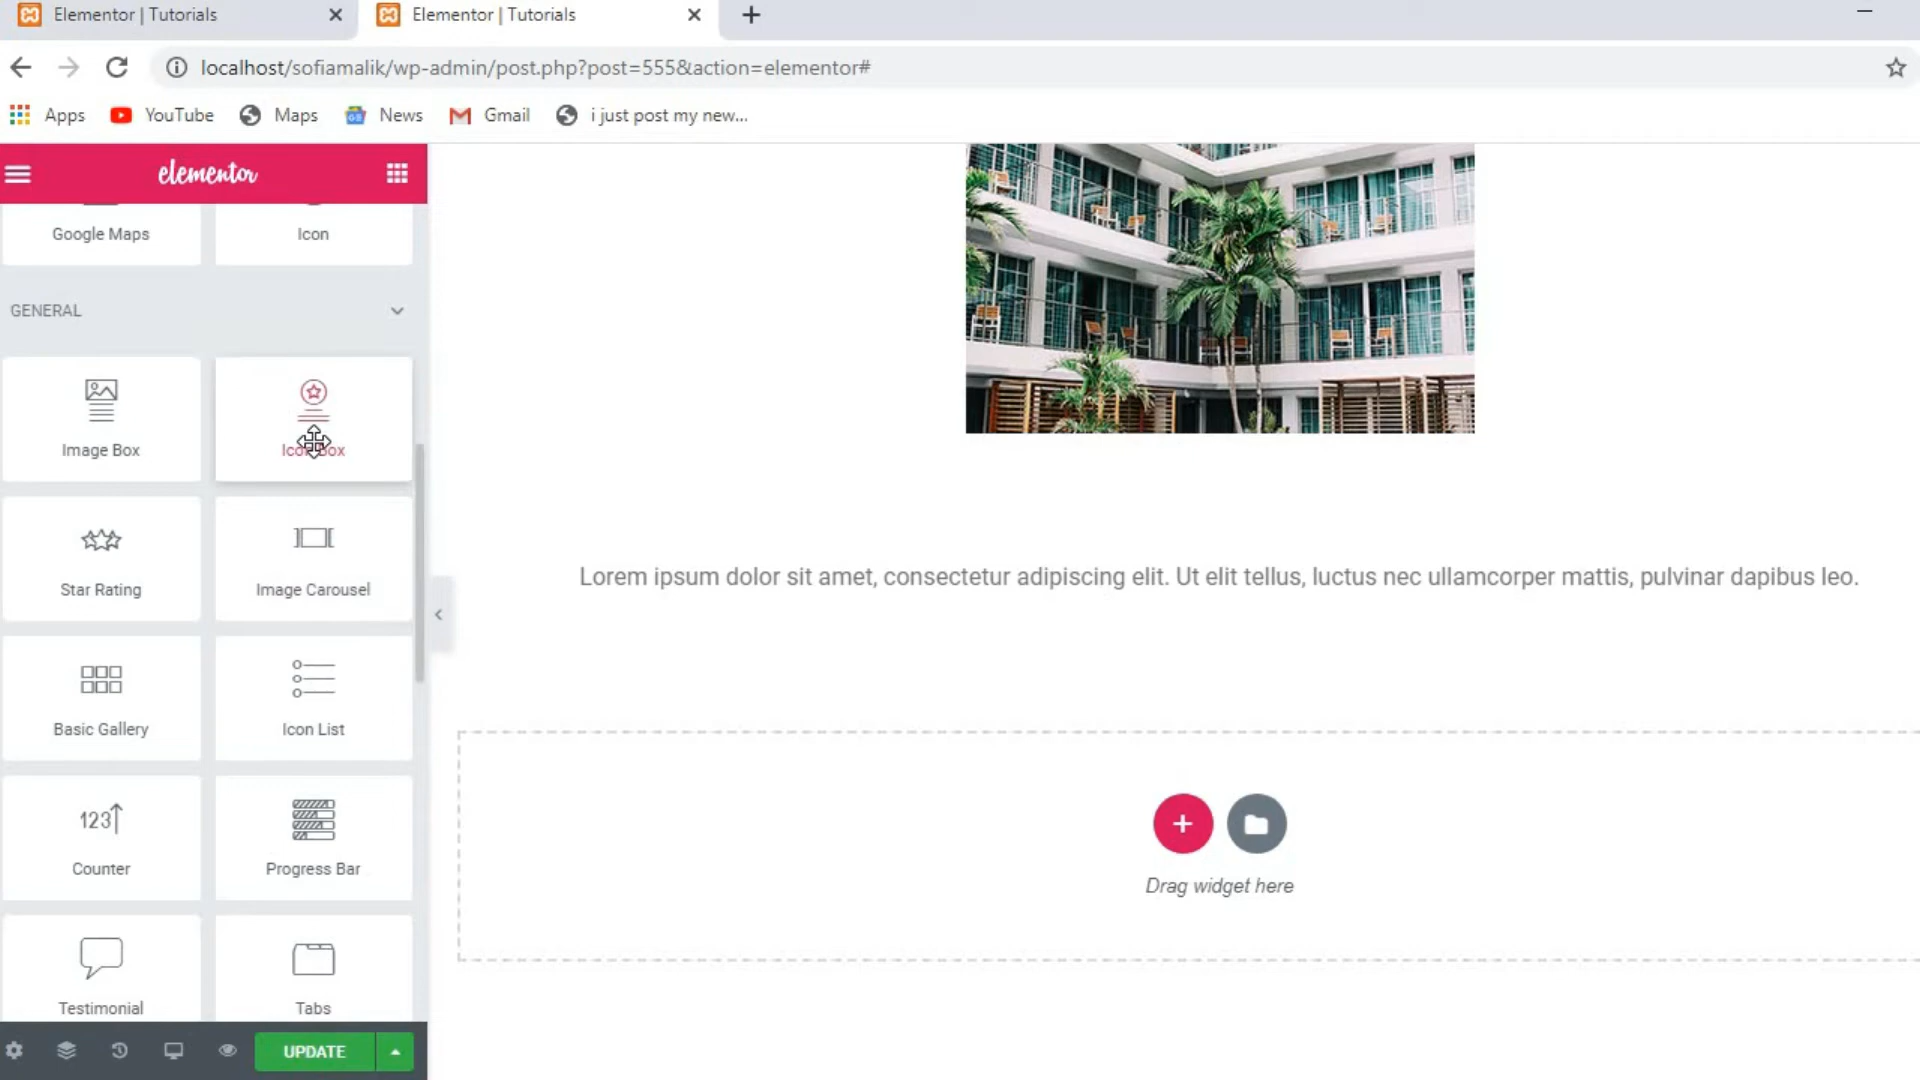 Elementor | Tutorials
Elementor | Tutorials
localhost/sofiamalik/wp-admin/post.php?post=555&action=elementor#
Apps YouTube Maps News Gmail i just post my new...
elementor
Google Maps Icon
GENERAL
Image Box Icon Box
Star Rating Image Carousel
Basic Gallery Icon List
123
Counter Progress Bar
Testimonial Tabs
UPDATE
Lorem ipsum dolor sit amet, consectetur adipiscing elit. Ut elit tellus, luctus nec ullamcorper mattis, pulvinar dapibus leo.
Drag widget here